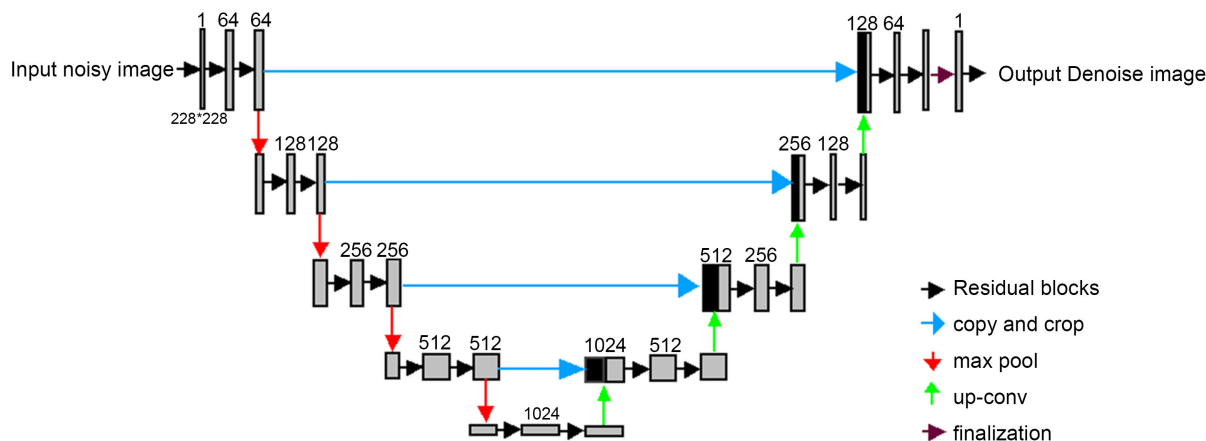 1 64 64
128 64 1
Input noisy image
Output Denoise image
228*228
128 128
256 128
256 256
512 256
512 512
1024 512
1024
Residual blocks
copy and crop
max pool
up-conv
finalization